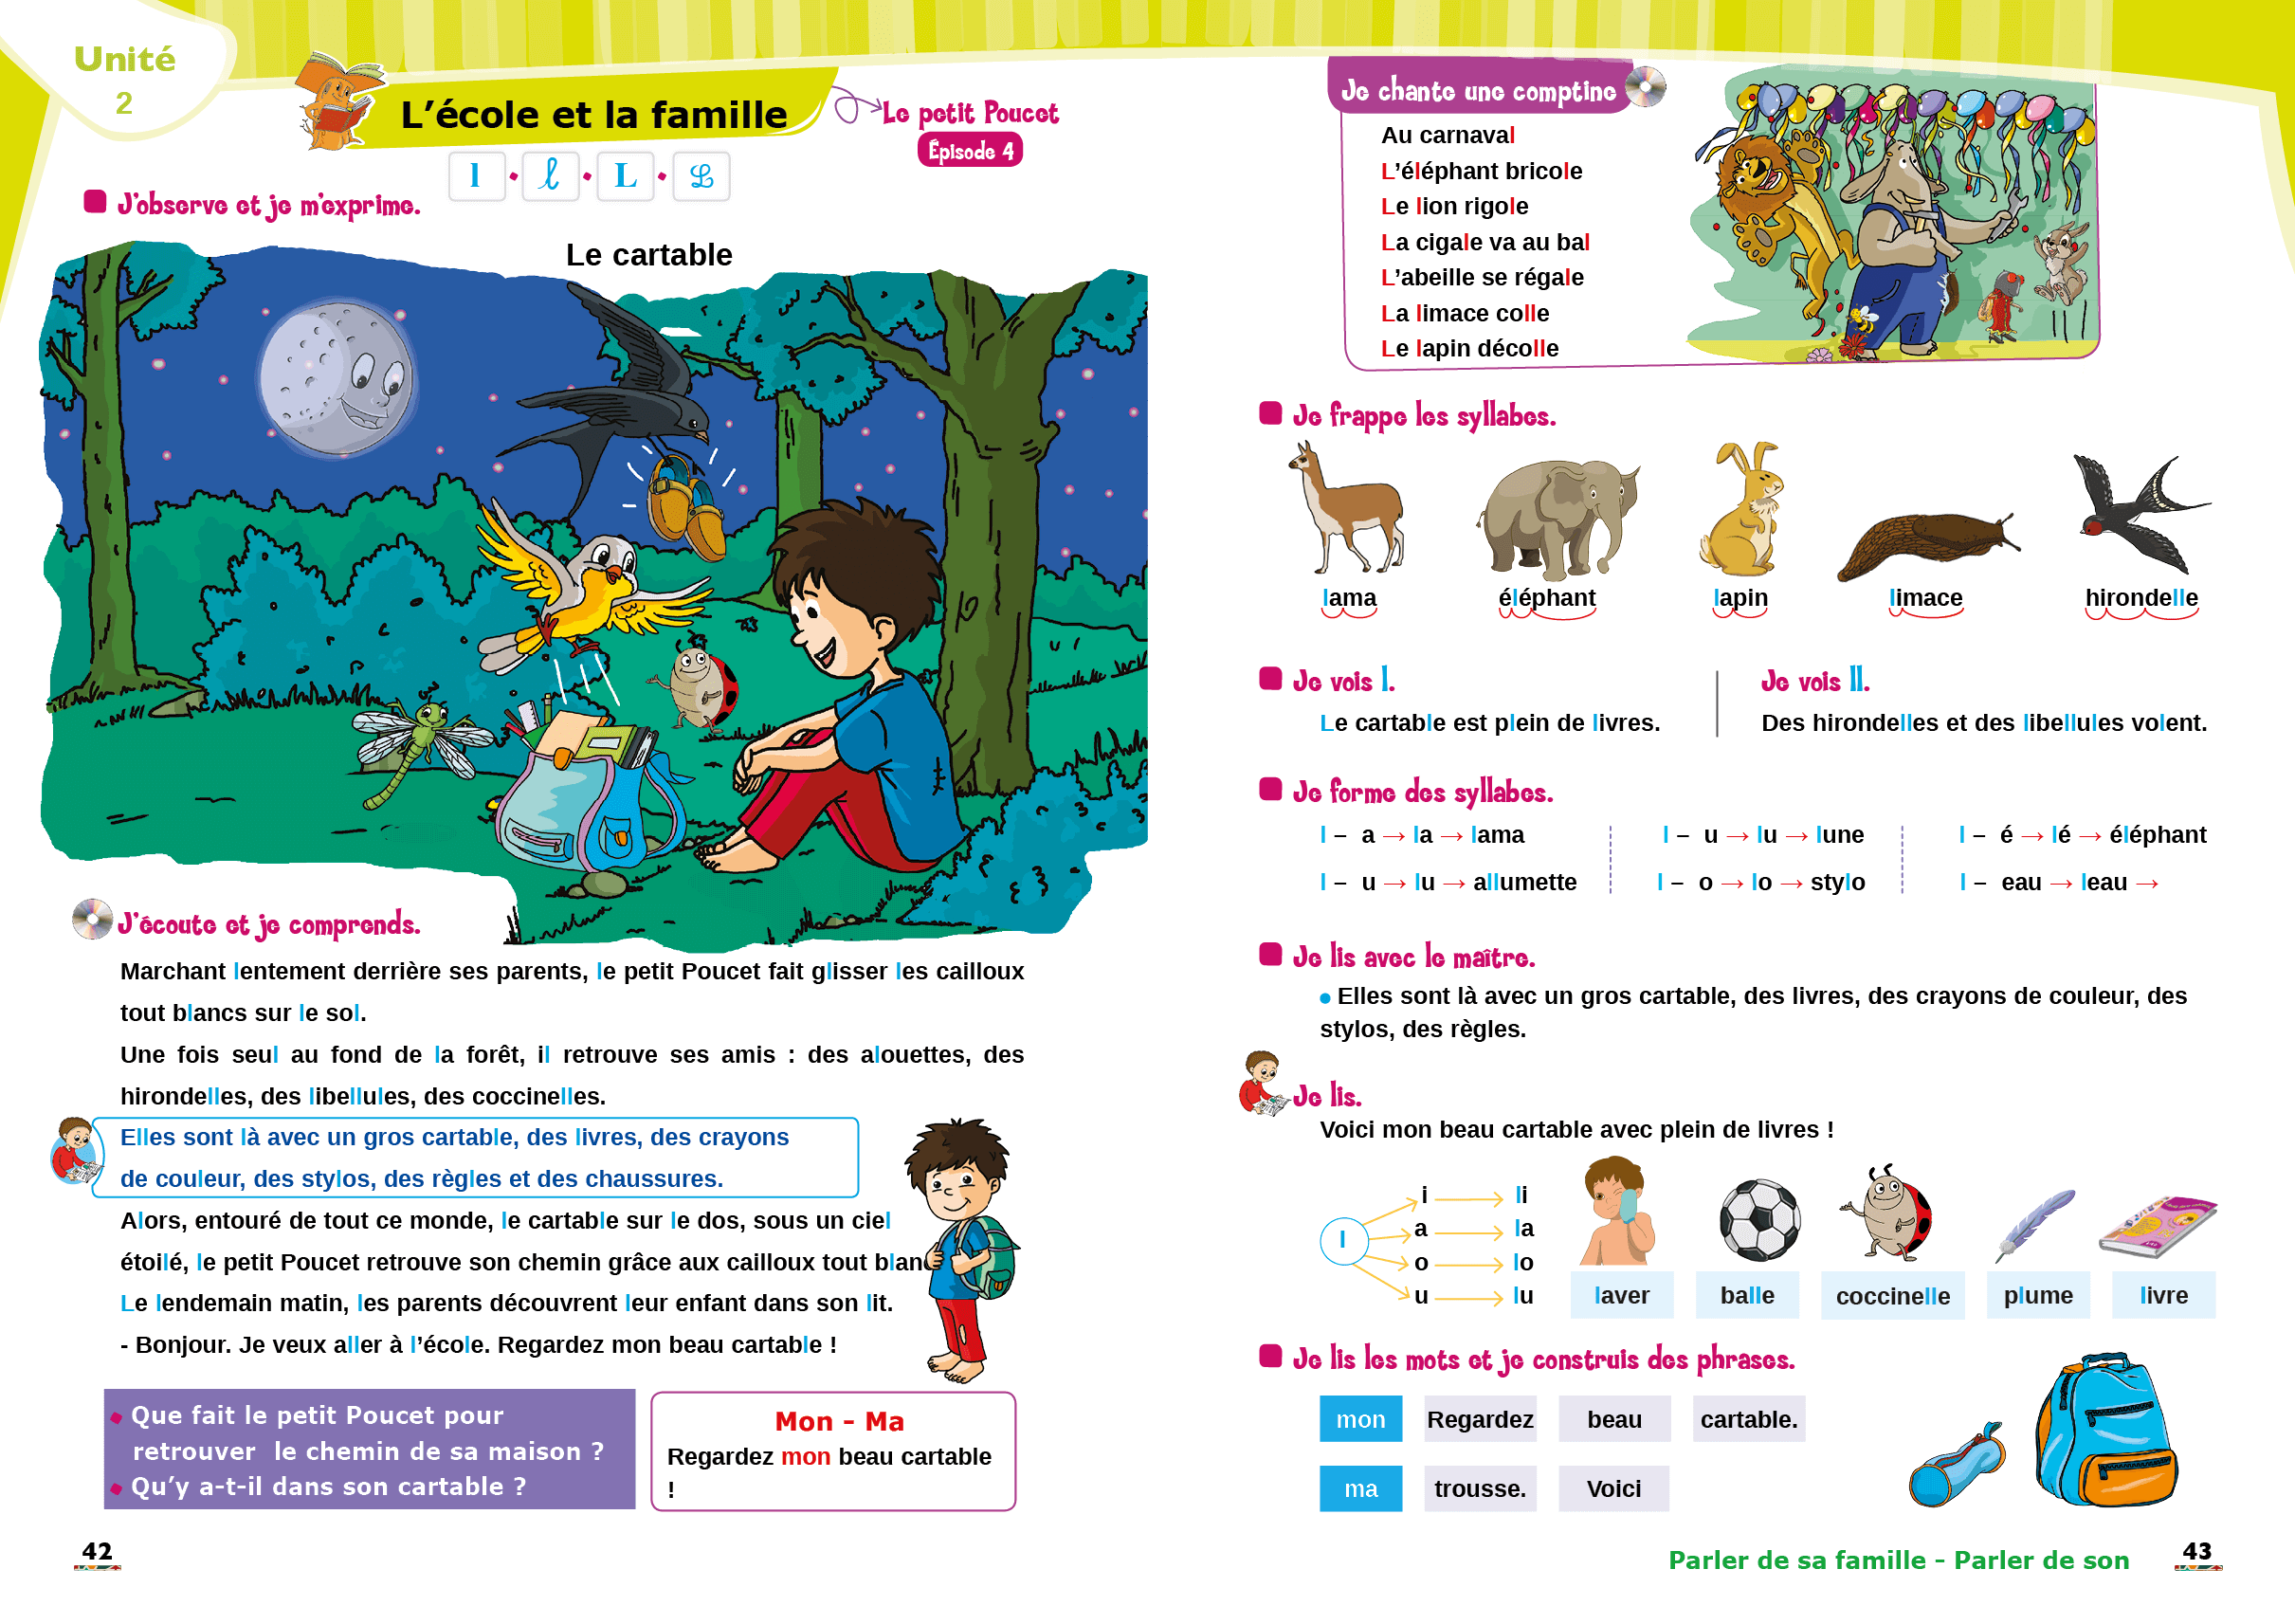 Unité
2
L’école et la famille
Le petit Poucet
Épisode 4
l • l • L • L
J’observe et je m’exprime.
Le cartable
J’écoute et je comprends.
Marchant lentement derrière ses parents, le petit Poucet fait glisser les cailloux
tout blancs sur le sol.
Une fois seul au fond de la forêt, il retrouve ses amis : des alouettes, des
hirondelles, des libellules, des coccinelles.
Elles sont là avec un gros cartable, des livres, des crayons
de couleur, des stylos, des règles et des chaussures.
Alors, entouré de tout ce monde, le cartable sur le dos, sous un ciel
étoilé, le petit Poucet retrouve son chemin grâce aux cailloux tout blanc
Le lendemain matin, les parents découvrent leur enfant dans son lit.
- Bonjour. Je veux aller à l’école. Regardez mon beau cartable !
• Que fait le petit Poucet pour
retrouver le chemin de sa maison ?
• Qu’y a-t-il dans son cartable ?
Mon – Ma
Regardez mon beau cartable
!
42
Je chante une comptine
Au carnaval
L’éléphant bricole
Le lion rigole
La cigale va au bal
L’abeille se régale
La limace colle
Le lapin décolle
Je frappe les syllabes.
lama éléphant lapin limace hirondelle
Je vois l.
Le cartable est plein de livres.
Je vois ll.
Des hirondelles et des libellules volent.
Je forme des syllabes.
l – a → la → lama l – u → lu → lune l – é → lé → éléphant
l – u → lu → allumette l – o → lo → stylo l – eau → leau →
Je lis avec le maître.
• Elles sont là avec un gros cartable, des livres, des crayons de couleur, des
stylos, des règles.
Je lis.
Voici mon beau cartable avec plein de livres !
l
i li
a la
o lo
u lu
laver balle coccinelle plume livre
Je lis les mots et je construis des phrases.
mon Regardez beau cartable.
ma trousse. Voici
Parler de sa famille - Parler de son
43